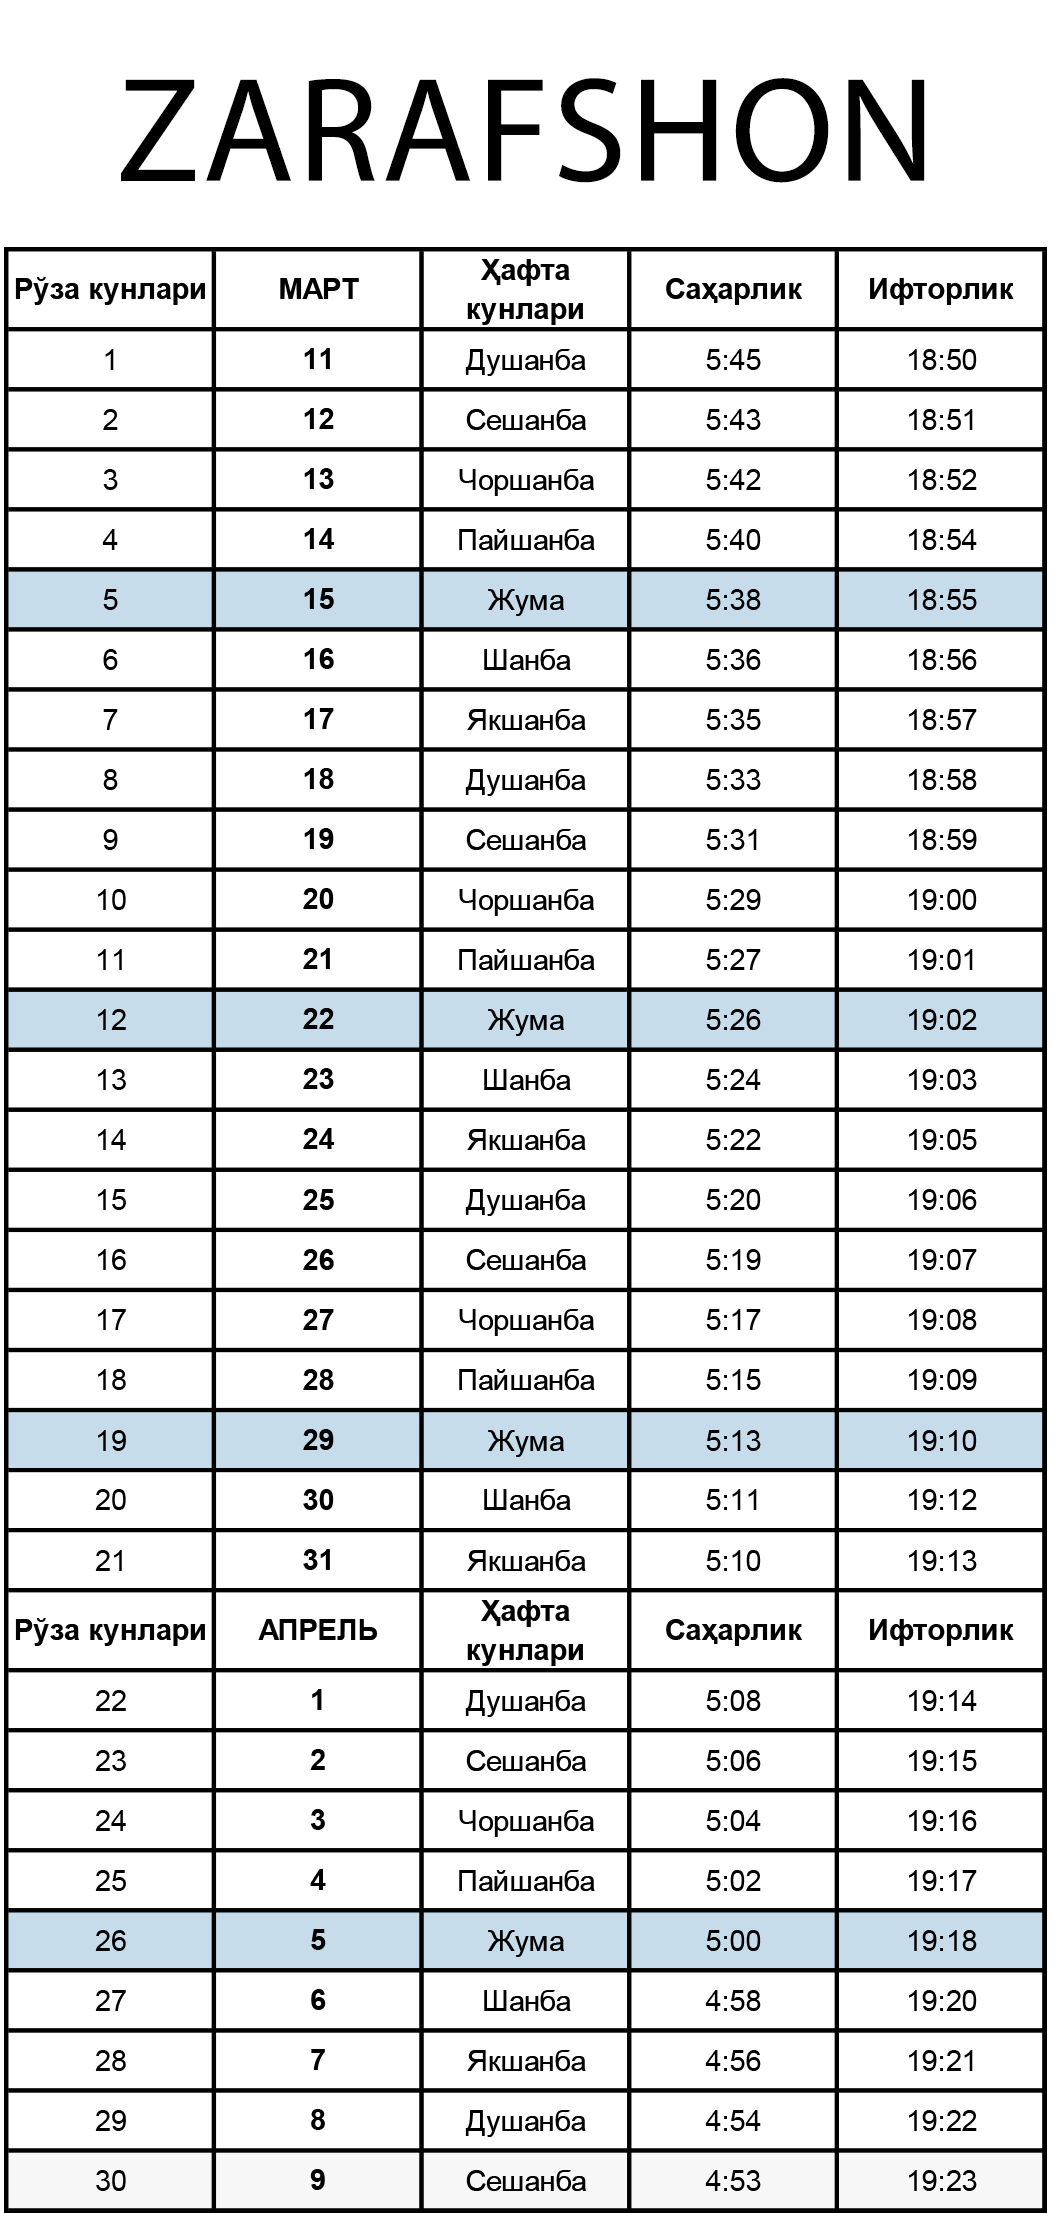 ZARAFSHON
Рўза кунлари МАРТ Ҳафта кунлари Саҳарлик Ифторлик
1 11 Душанба 5:45 18:50
2 12 Сешанба 5:43 18:51
3 13 Чоршанба 5:42 18:52
4 14 Пайшанба 5:40 18:54
5 15 Жума 5:38 18:55
6 16 Шанба 5:36 18:56
7 17 Якшанба 5:35 18:57
8 18 Душанба 5:33 18:58
9 19 Сешанба 5:31 18:59
10 20 Чоршанба 5:29 19:00
11 21 Пайшанба 5:27 19:01
12 22 Жума 5:26 19:02
13 23 Шанба 5:24 19:03
14 24 Якшанба 5:22 19:05
15 25 Душанба 5:20 19:06
16 26 Сешанба 5:19 19:07
17 27 Чоршанба 5:17 19:08
18 28 Пайшанба 5:15 19:09
19 29 Жума 5:13 19:10
20 30 Шанба 5:11 19:12
21 31 Якшанба 5:10 19:13
Рўза кунлари АПРЕЛЬ Ҳафта кунлари Саҳарлик Ифторлик
22 1 Душанба 5:08 19:14
23 2 Сешанба 5:06 19:15
24 3 Чоршанба 5:04 19:16
25 4 Пайшанба 5:02 19:17
26 5 Жума 5:00 19:18
27 6 Шанба 4:58 19:20
28 7 Якшанба 4:56 19:21
29 8 Душанба 4:54 19:22
30 9 Сешанба 4:53 19:23